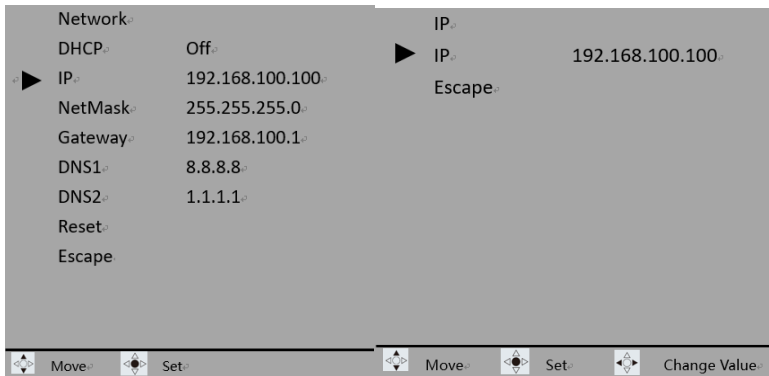 Network
DHCP Off
IP 192.168.100.100
NetMask 255.255.255.0
Gateway 192.168.100.1
DNS1 8.8.8.8
DNS2 1.1.1.1
Reset
Escape
Move Set
IP
IP 192.168.100.100
Escape
Move Set Change Value